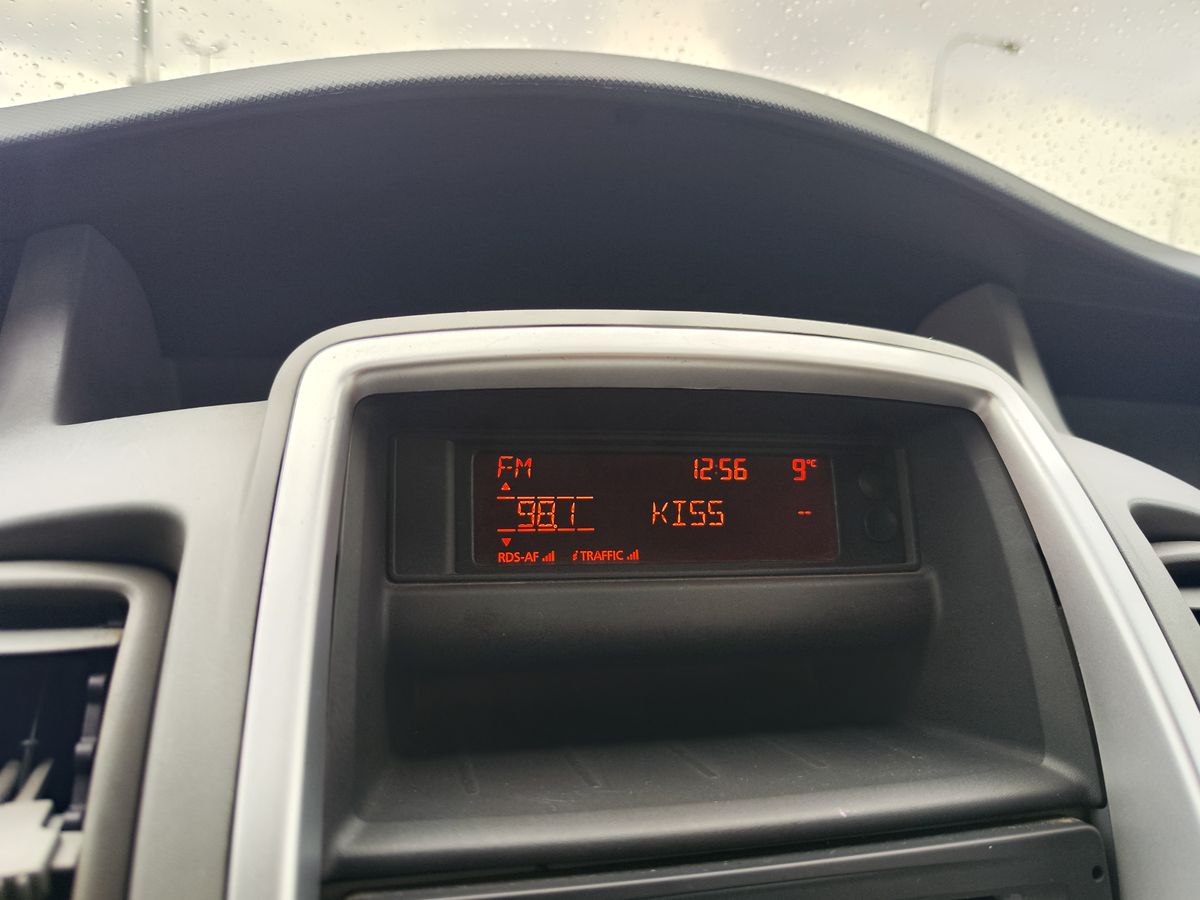 FM 12:56 9°C
98.1 KISS --
RDS-AF i TRAFFIC